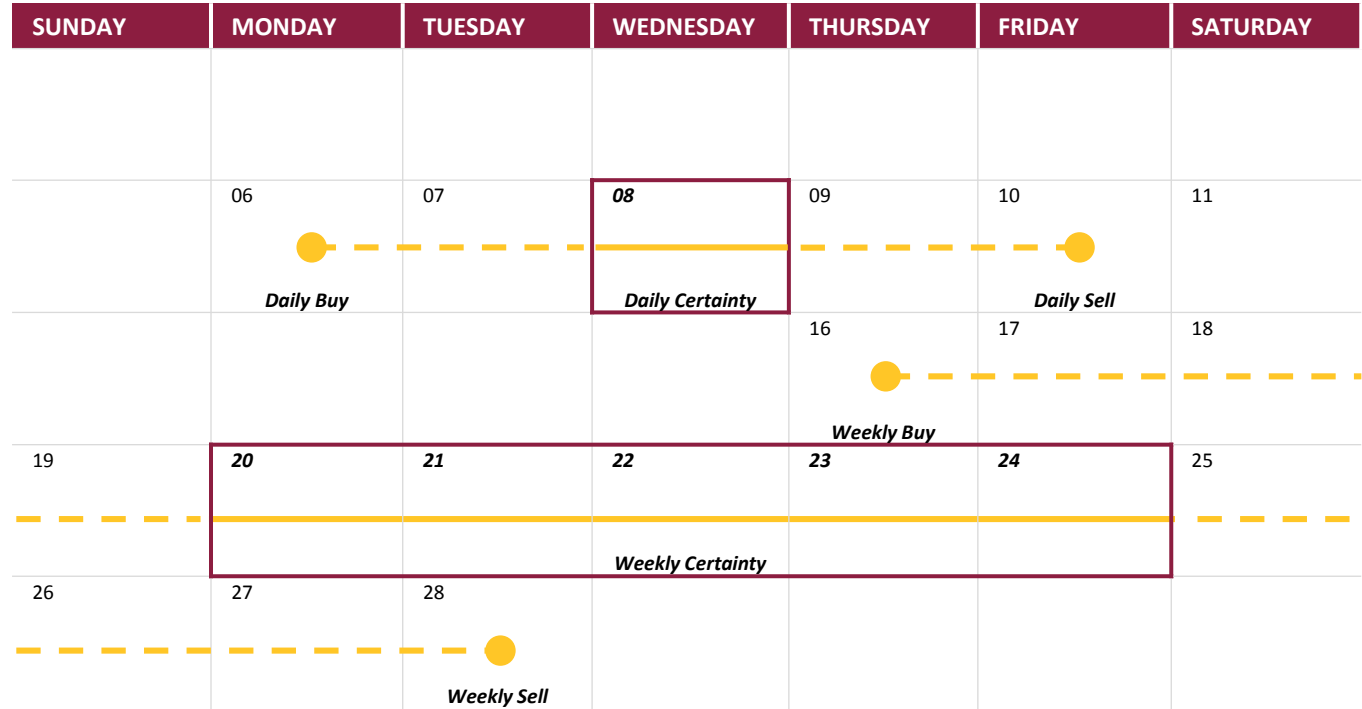 SUNDAY MONDAY TUESDAY WEDNESDAY THURSDAY FRIDAY SATURDAY
06 07 08 09 10 11
Daily Buy Daily Certainty Daily Sell
16 17 18
Weekly Buy
19 20 21 22 23 24 25
Weekly Certainty
26 27 28
Weekly Sell